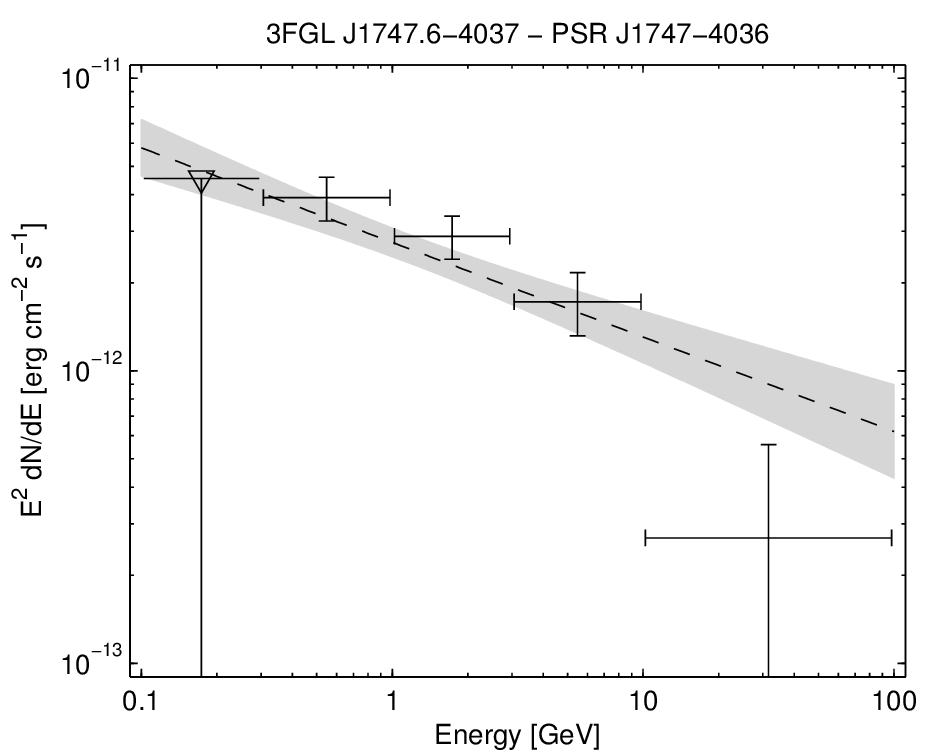 3FGL J1747.6−4037 − PSR J1747−4036
10⁻¹¹
10⁻¹²
10⁻¹³
E² dN/dE [erg cm⁻² s⁻¹]
0.1 1 10 100
Energy [GeV]